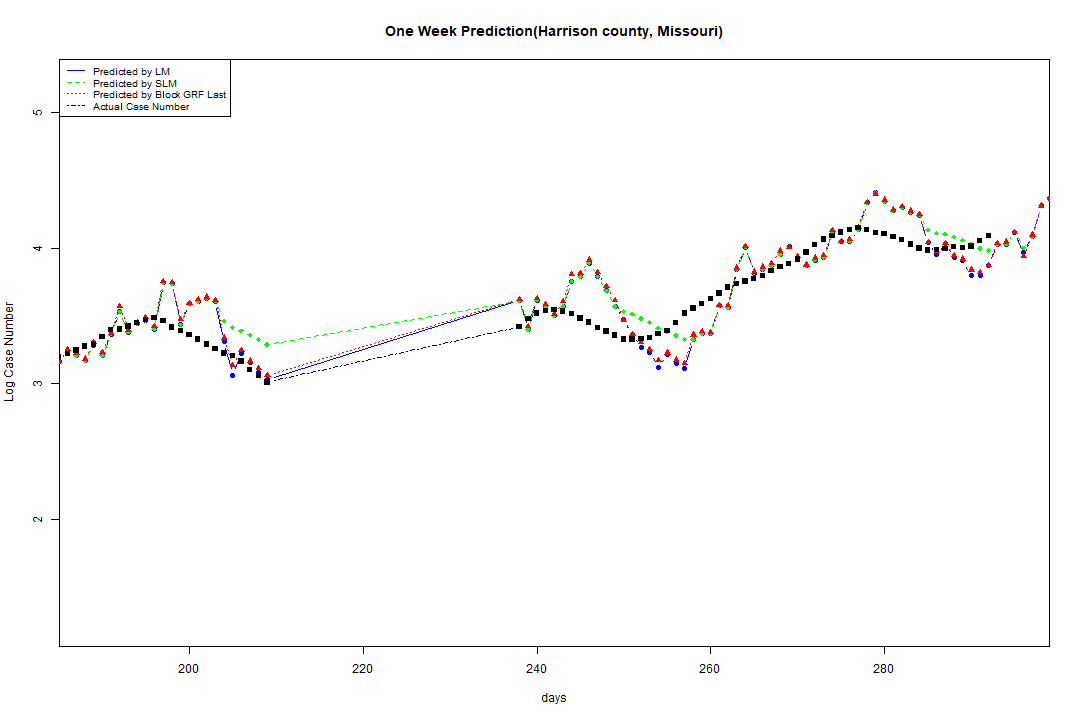 One Week Prediction(Harrison county, Missouri)
Predicted by LM
Predicted by SLM
Predicted by Block GRF Last
Actual Case Number
5
4
3
2
Log Case Number
200 220 240 260 280
days